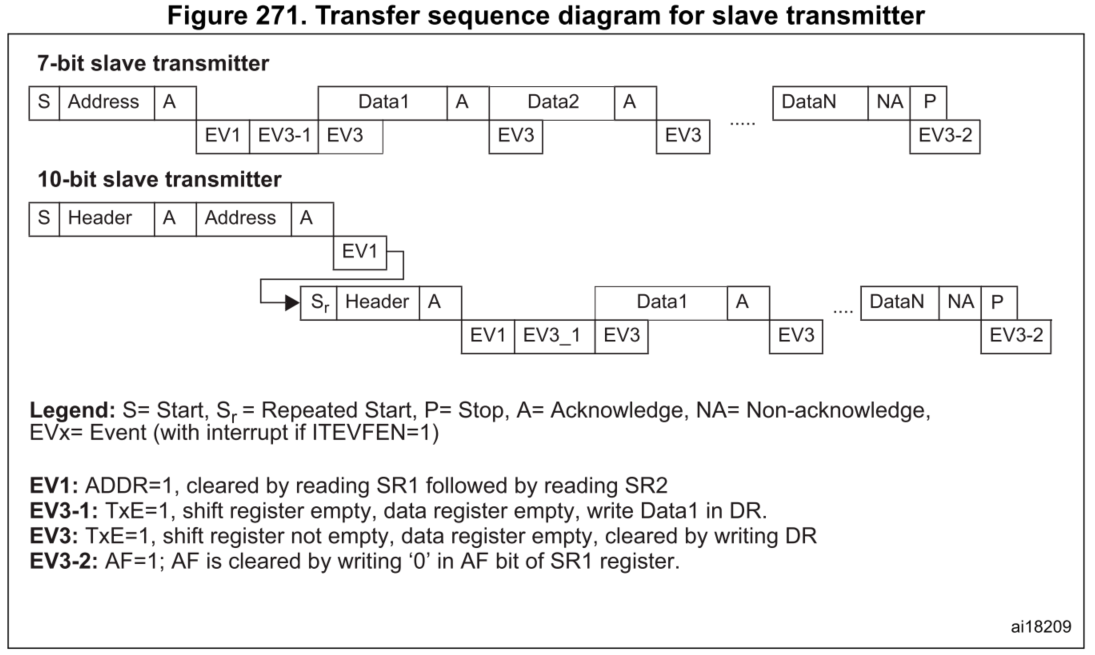 Figure 271. Transfer sequence diagram for slave transmitter
7-bit slave transmitter
S Address A Data1 A Data2 A ..... DataN NA P
EV1 EV3-1 EV3 EV3 EV3 EV3-2
10-bit slave transmitter
S Header A Address A
EV1
Sr Header A Data1 A .... DataN NA P
EV1 EV3_1 EV3 EV3 EV3-2
Legend: S= Start, Sr = Repeated Start, P= Stop, A= Acknowledge, NA= Non-acknowledge,
EVx= Event (with interrupt if ITEVFEN=1)
EV1: ADDR=1, cleared by reading SR1 followed by reading SR2
EV3-1: TxE=1, shift register empty, data register empty, write Data1 in DR.
EV3: TxE=1, shift register not empty, data register empty, cleared by writing DR
EV3-2: AF=1; AF is cleared by writing ‘0’ in AF bit of SR1 register.
ai18209